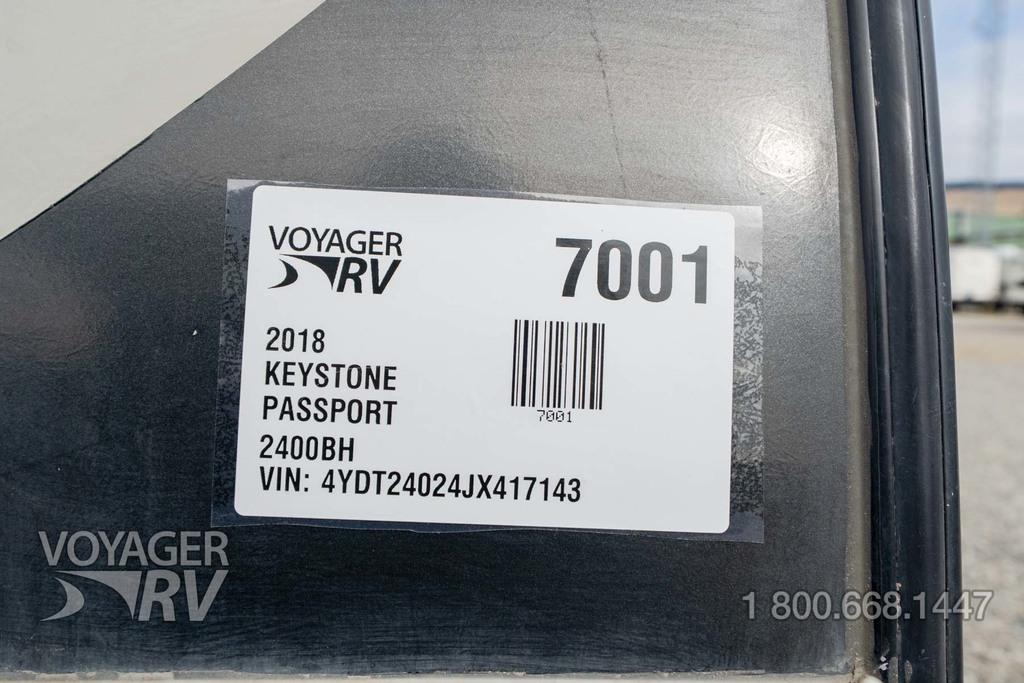 VOYAGER
RV
7001
2018
KEYSTONE
PASSPORT
7001
2400BH
VIN: 4YDT24024JX417143
VOYAGER
RV
1 800.668.1447